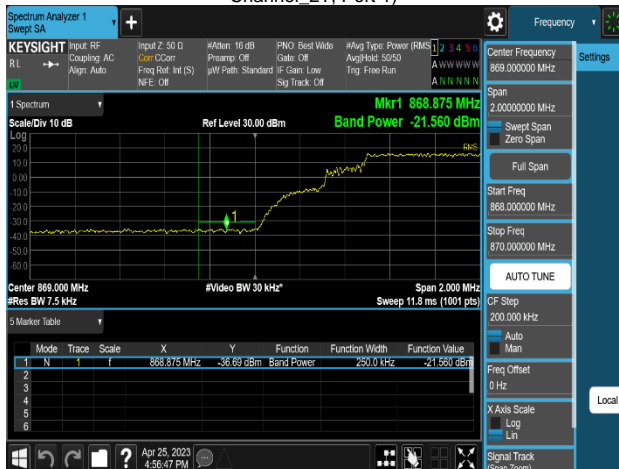 Channel_21, Port 1)
Spectrum Analyzer 1
Swept SA
Frequency
KEYSIGHT
RL
LXI
Input: RF
Coupling: AC
Align: Auto
Input Z: 50 Ω
Corr CCorr
Freq Ref: Int (S)
NFE: Off
#Atten: 16 dB
Preamp: Off
µW Path: Standard
PNO: Best Wide
Gate: Off
IF Gain: Low
Sig Track: Off
#Avg Type: Power (RMS
Avg|Hold: 50/50
Trig: Free Run
1 2 3 4 5 6
A W W W W W
A N N N N N
Center Frequency
869.000000 MHz
Settings
Span
2.00000000 MHz
Swept Span
Zero Span
Full Span
Start Freq
868.000000 MHz
Stop Freq
870.000000 MHz
AUTO TUNE
CF Step
200.000 kHz
Auto
Man
Freq Offset
0 Hz
X Axis Scale
Log
Lin
Signal Track
(Span Zoom)
Local
1 Spectrum
Scale/Div 10 dB
Log
Ref Level 30.00 dBm
Mkr1 868.875 MHz
Band Power -21.560 dBm
RMS
20.0
10.0
0.00
-10.0
-20.0
-30.0
-40.0
-50.0
-60.0
1
Center 869.000 MHz
#Res BW 7.5 kHz
#Video BW 30 kHz*
Span 2.000 MHz
Sweep 11.8 ms (1001 pts)
5 Marker Table
Mode Trace Scale X Y Function Function Width Function Value
1 N 1 f 868.875 MHz -36.69 dBm Band Power 250.0 kHz -21.560 dBm
2
3
4
5
6
Apr 25, 2023
4:56:47 PM